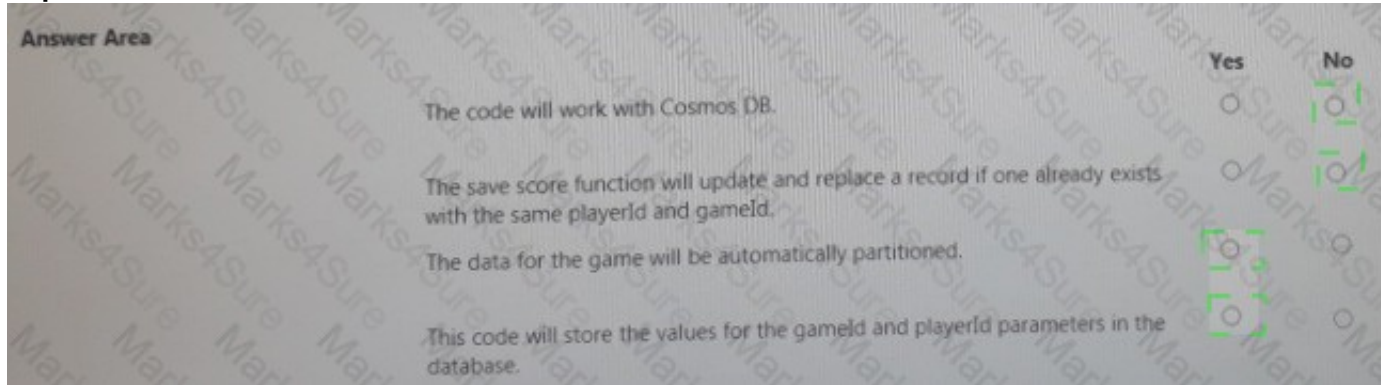 Answer Area
Yes No
The code will work with Cosmos DB.
The save score function will update and replace a record if one already exists
with the same playerId and gameId.
The data for the game will be automatically partitioned.
This code will store the values for the gameId and playerId parameters in the
database.
Marks4Sure